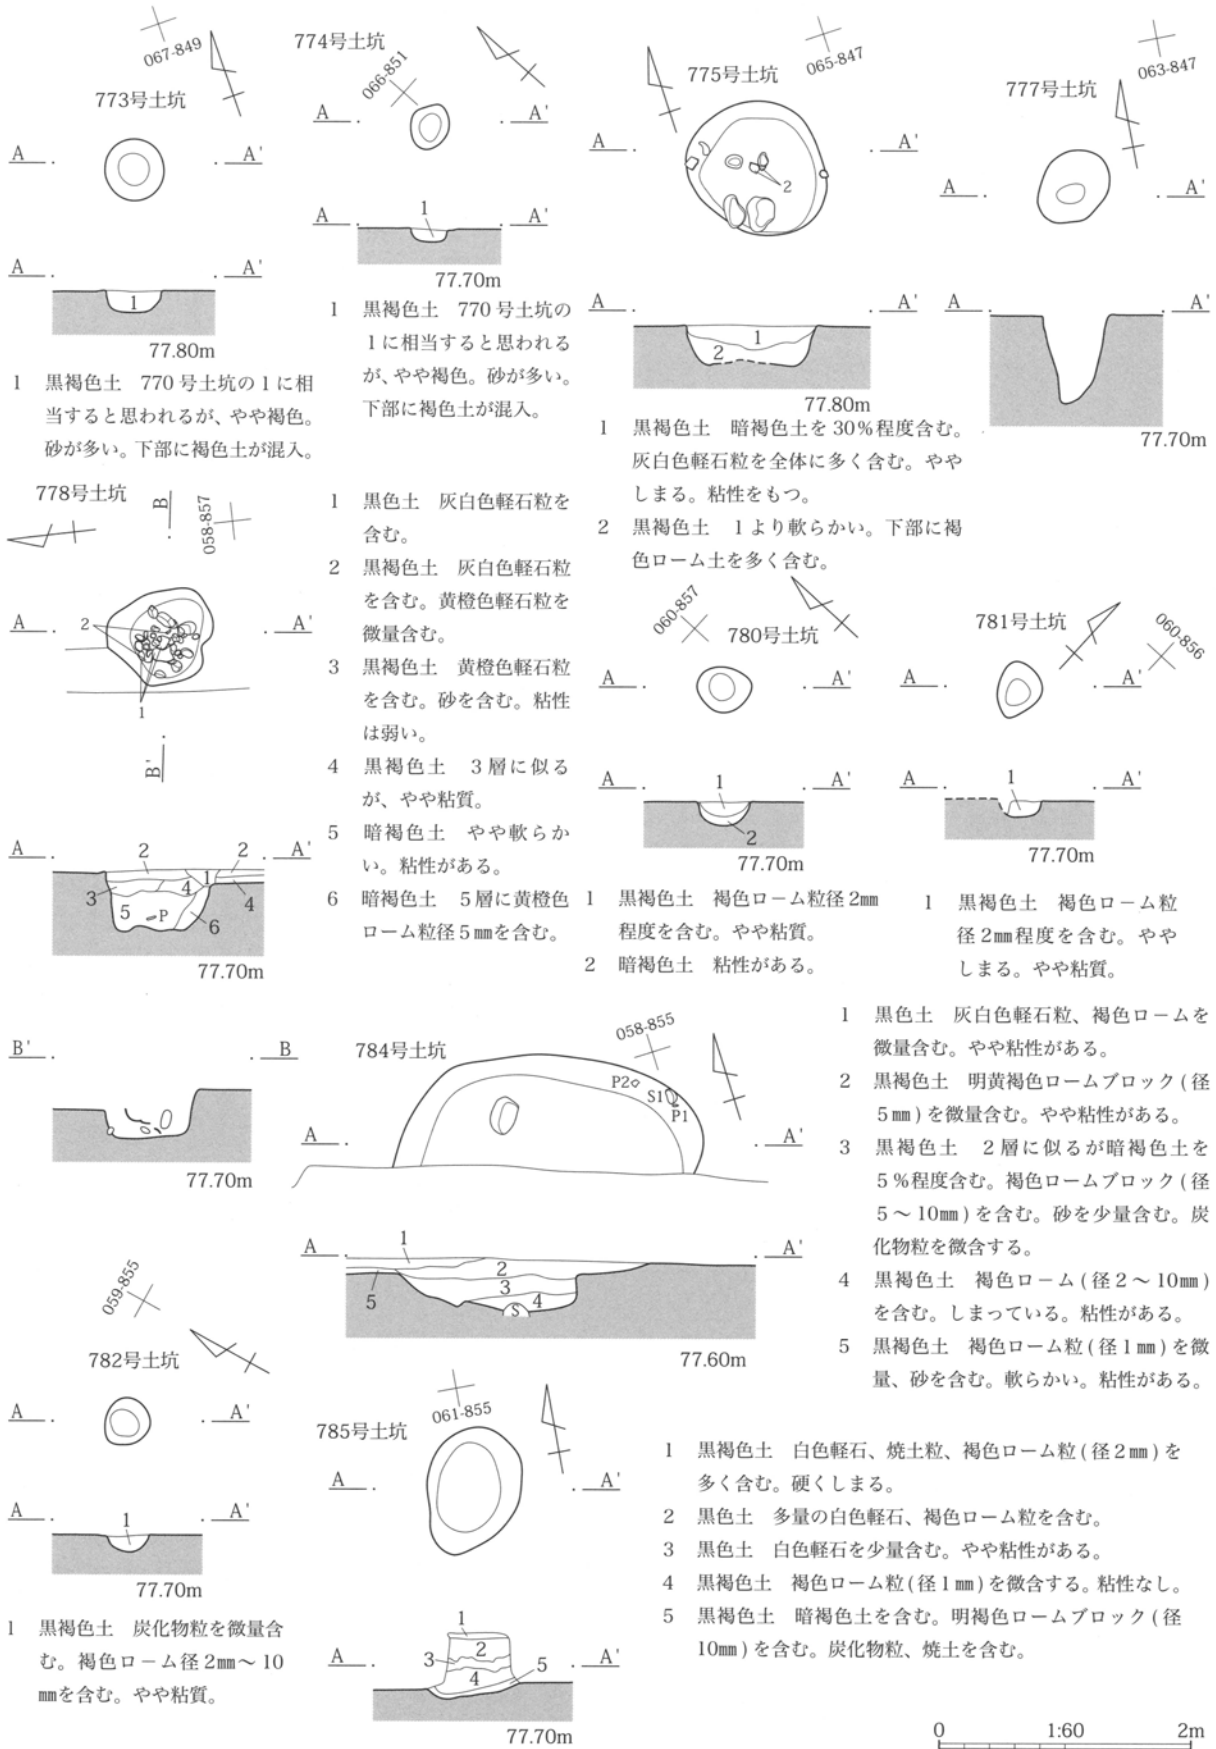 067-849
773号土坑
A A'
A A'
1
77.80m
1 黒褐色土 770号土坑の1に相
当すると思われるが、やや褐色。
砂が多い。下部に褐色土が混入。
774号土坑
066-851
A A'
A 1 A'
77.70m
1 黒褐色土 770号土坑の
1に相当すると思われる
が、やや褐色。砂が多い。
下部に褐色土が混入。
775号土坑
065-847
A A'
2
A A'
1
2
77.80m
1 黒褐色土 暗褐色土を30%程度含む。
灰白色軽石粒を全体に多く含む。やや
しまる。粘性をもつ。
2 黒褐色土 1より軟らかい。下部に褐
色ローム土を多く含む。
063-847
777号土坑
A A'
A A'
77.70m
778号土坑
B
058-857
A A'
2
1
B'
A A'
2 2
1
3 4 4
5 P 6
77.70m
B' B
77.70m
1 黒色土 灰白色軽石粒を
含む。
2 黒褐色土 灰白色軽石粒
を含む。黄橙色軽石粒を
微量含む。
3 黒褐色土 黄橙色軽石粒
を含む。砂を含む。粘性
は弱い。
4 黒褐色土 3層に似る
が、やや粘質。
5 暗褐色土 やや軟らか
い。粘性がある。
6 暗褐色土 5層に黄橙色
ローム粒径5㎜を含む。
060-857
780号土坑
A A'
A 1 A'
2
77.70m
1 黒褐色土 褐色ローム粒径2㎜
程度を含む。やや粘質。
2 暗褐色土 粘性がある。
781号土坑
060-856
A A'
A 1 A'
77.70m
1 黒褐色土 褐色ローム粒
径2㎜程度を含む。やや
しまる。やや粘質。
784号土坑
058-855
P2
S1
P1
A A'
A 1 A'
2
3
4
5
S
77.60m
1 黒色土 灰白色軽石粒、褐色ロームを
微量含む。やや粘性がある。
2 黒褐色土 明黄褐色ロームブロック(径
5㎜)を微量含む。やや粘性がある。
3 黒褐色土 2層に似るが暗褐色土を
5%程度含む。褐色ロームブロック(径
5～10㎜)を含む。砂を少量含む。炭
化物粒を微含する。
4 黒褐色土 褐色ローム(径2～10㎜)
を含む。しまっている。粘性がある。
5 黒褐色土 褐色ローム粒(径1㎜)を微
量、砂を含む。軟らかい。粘性がある。
059-855
782号土坑
A A'
A 1 A'
77.70m
1 黒褐色土 炭化物粒を微量含
む。褐色ローム径2㎜～10
㎜を含む。やや粘質。
785号土坑
061-855
A A'
A A'
1
2
3
4
5
77.70m
1 黒褐色土 白色軽石、焼土粒、褐色ローム粒(径2㎜)を
多く含む。硬くしまる。
2 黒色土 多量の白色軽石、褐色ローム粒を含む。
3 黒色土 白色軽石を少量含む。やや粘性がある。
4 黒褐色土 褐色ローム粒(径1㎜)を微含する。粘性なし。
5 黒褐色土 暗褐色土を含む。明褐色ロームブロック(径
10㎜)を含む。炭化物粒、焼土を含む。
0 1:60 2m